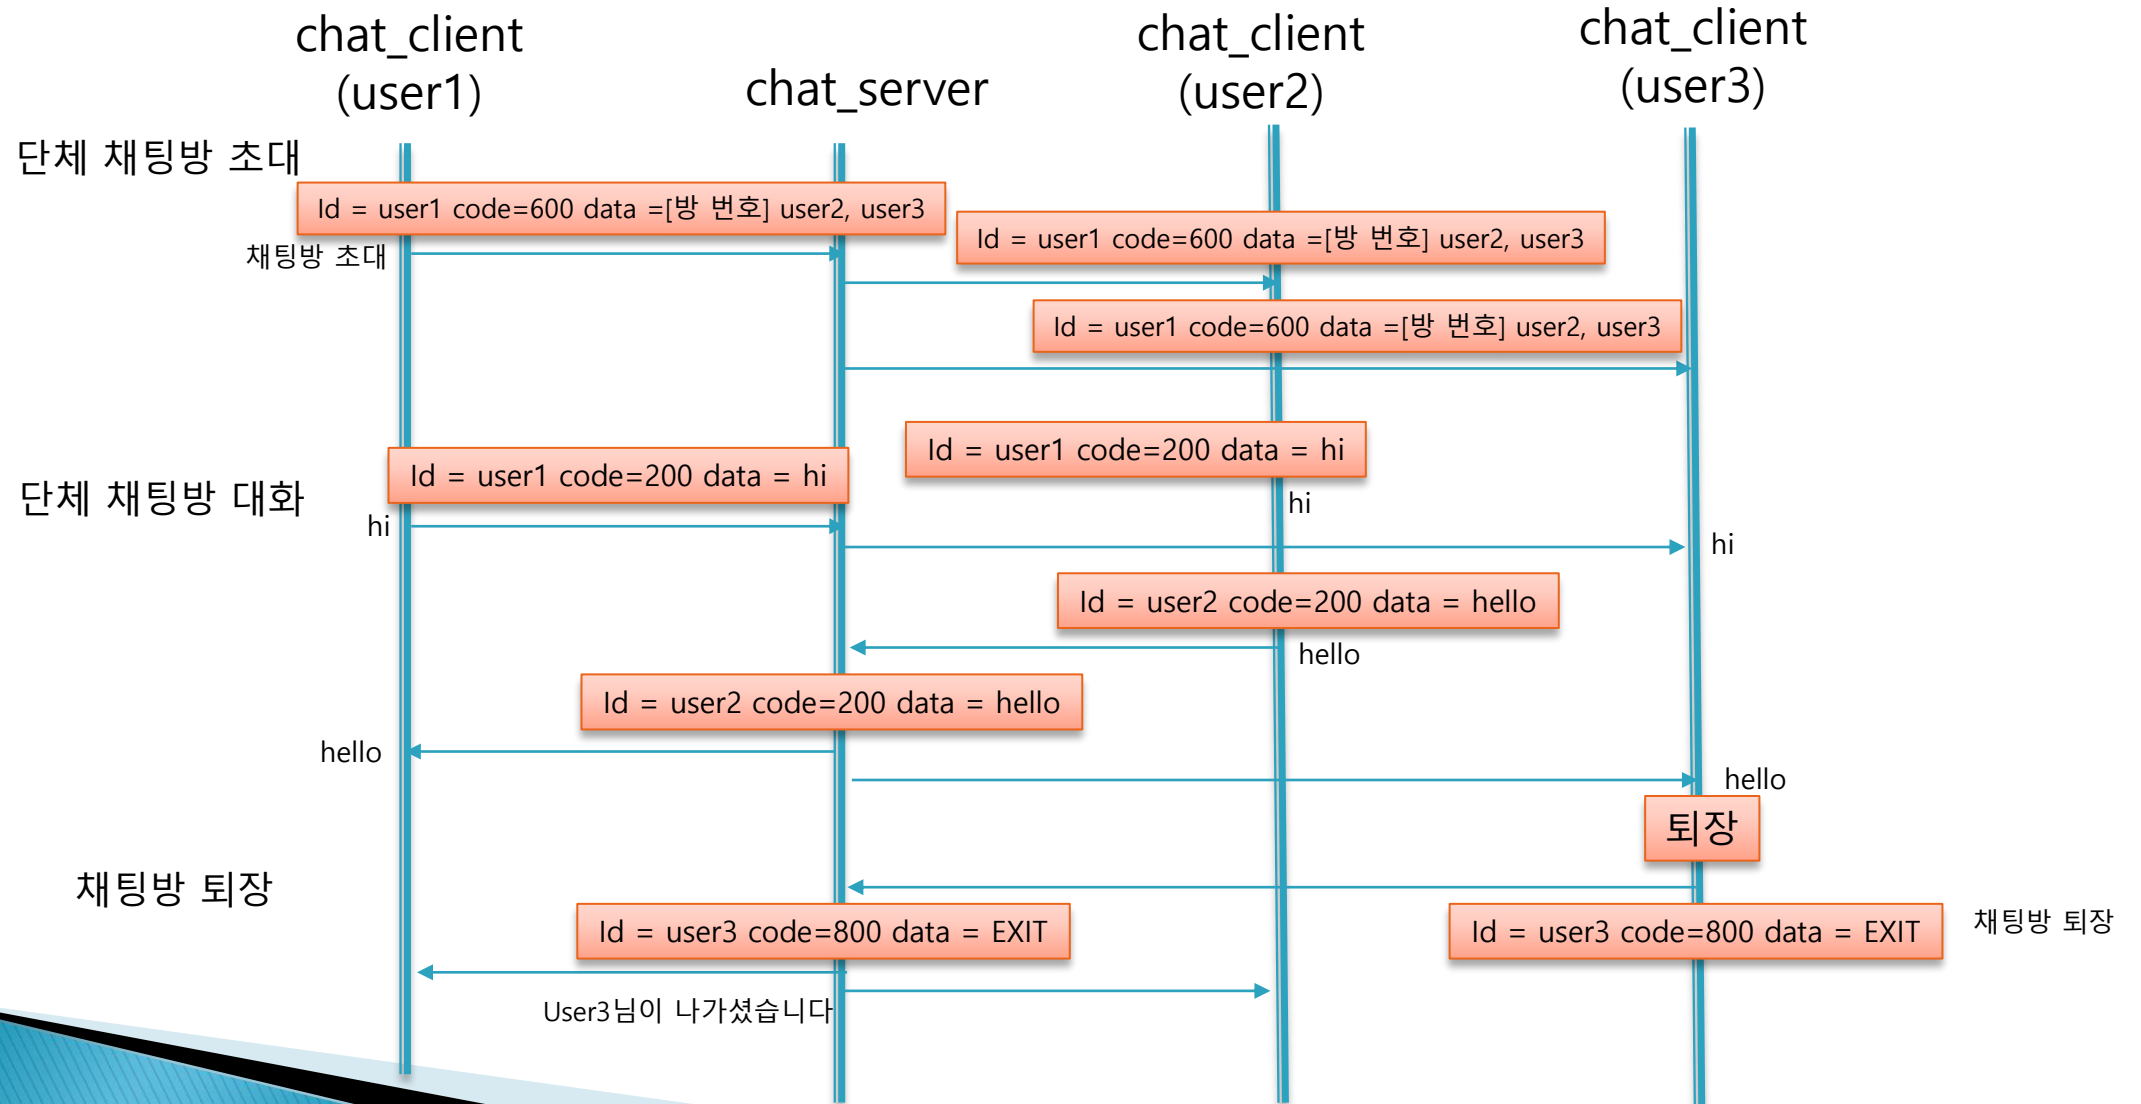 chat_client
(user1)
chat_server
chat_client
(user2)
chat_client
(user3)
단체 채팅방 초대
Id = user1 code=600 data =[방 번호] user2, user3
채팅방 초대
Id = user1 code=600 data =[방 번호] user2, user3
Id = user1 code=600 data =[방 번호] user2, user3
단체 채팅방 대화
Id = user1 code=200 data = hi
Id = user1 code=200 data = hi
hi
hi
hi
Id = user2 code=200 data = hello
hello
Id = user2 code=200 data = hello
hello
hello
퇴장
채팅방 퇴장
Id = user3 code=800 data = EXIT
Id = user3 code=800 data = EXIT
채팅방 퇴장
User3님이 나가셨습니다